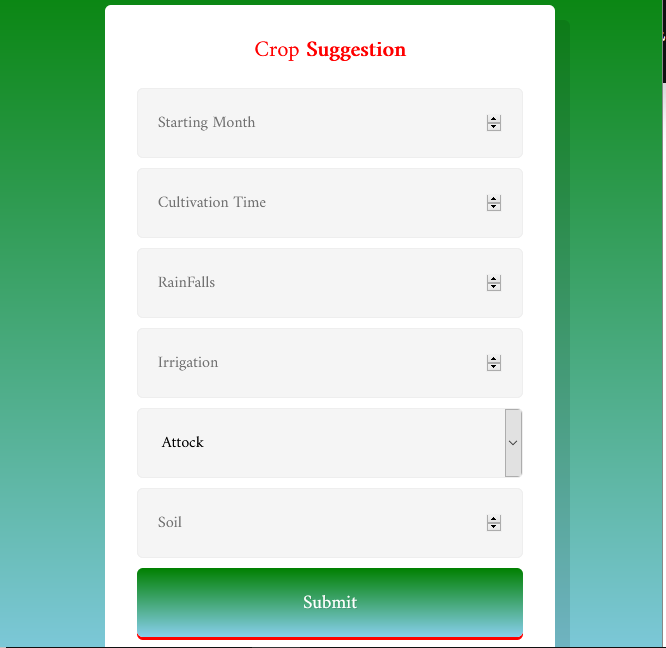 Crop Suggestion
Starting Month
Cultivation Time
RainFalls
Irrigation
Attock
Soil
Submit